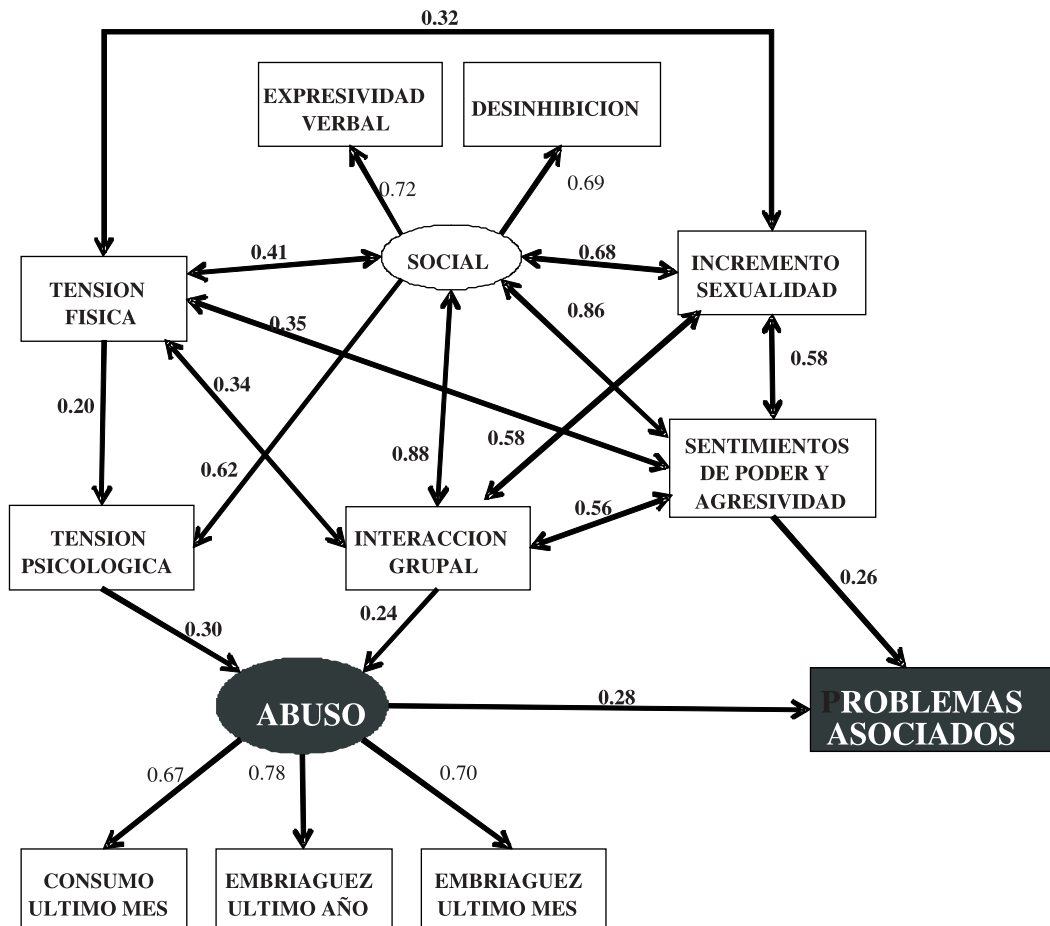 0.32
EXPRESIVIDAD
VERBAL
DESINHIBICION
0.72
0.69
TENSION
FISICA
0.41
SOCIAL
0.68
INCREMENTO
SEXUALIDAD
0.35
0.86
0.58
0.20
0.34
0.62
0.88
0.58
SENTIMIENTOS
DE PODER Y
AGRESIVIDAD
0.56
TENSION
PSICOLOGICA
INTERACCION
GRUPAL
0.30
0.24
0.26
ABUSO
0.28
PROBLEMAS
ASOCIADOS
0.67
0.78
0.70
CONSUMO
ULTIMO MES
EMBRIAGUEZ
ULTIMO AÑO
EMBRIAGUEZ
ULTIMO MES